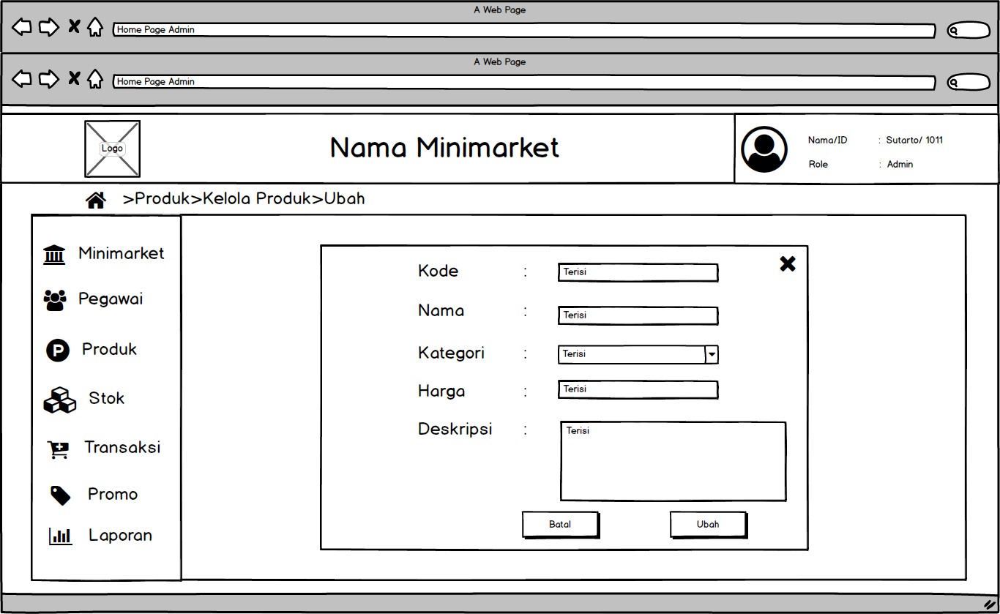 A Web Page
Home Page Admin
A Web Page
Home Page Admin
Logo
Nama Minimarket
Nama/ID : Sutarto/ 1011
Role : Admin
>Produk>Kelola Produk>Ubah
Minimarket
Pegawai
P Produk
Stok
Transaksi
Promo
Laporan
Kode : Terisi
Nama : Terisi
Kategori : Terisi
Harga : Terisi
Deskripsi : Terisi
Batal
Ubah